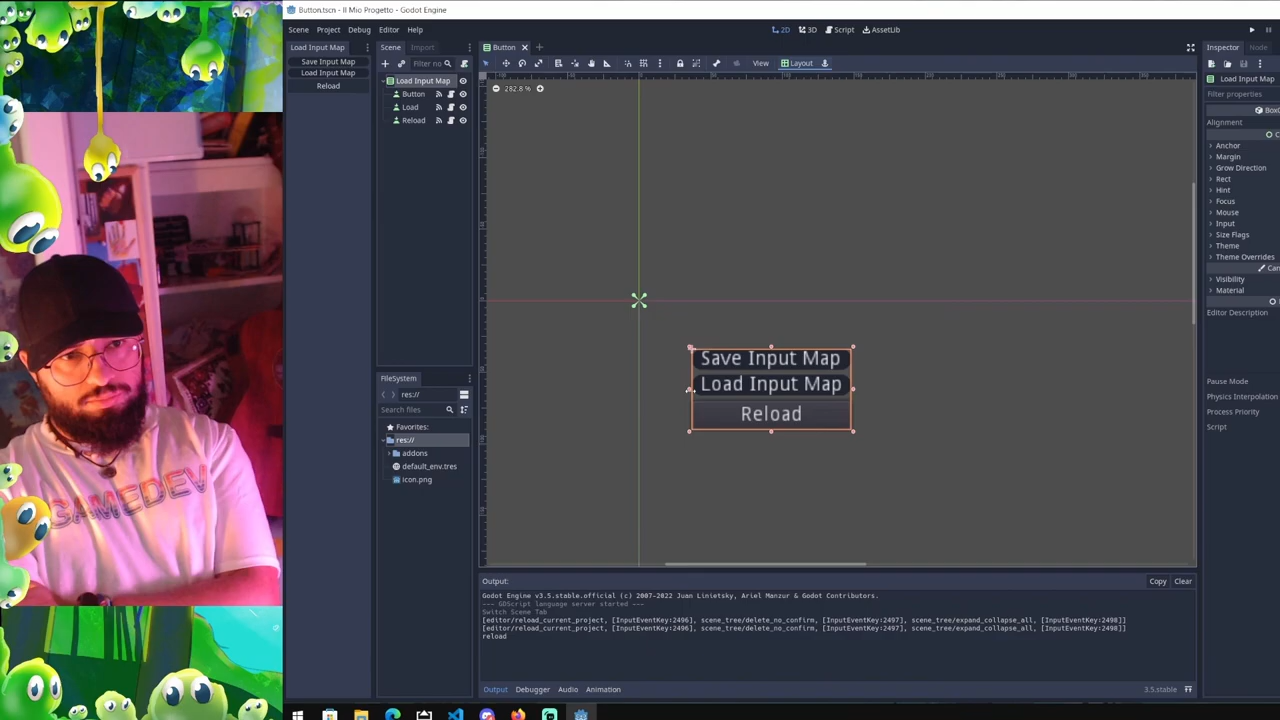 Button.tscn - Il Mio Progetto - Godot Engine
Scene Project Debug Editor Help
2D 3D Script AssetLib
Load Input Map
Save Input Map
Load Input Map
Reload
Scene Import
Filter no
Load Input Map
Button
Load
Reload
FileSystem
res://
Search files
Favorites:
res://
addons
default_env.tres
icon.png
Button
View Layout
282.8 %
Save Input Map
Load Input Map
Reload
Output:
Copy Clear
Godot Engine v3.5.stable.official (c) 2007-2022 Juan Linietsky, Ariel Manzur & Godot Contributors.
--- GDScript language server started ---
Switch Scene Tab
[editor/reload_current_project, [InputEventKey:2496], scene_tree/delete_no_confirm, [InputEventKey:2497], scene_tree/expand_collapse_all, [InputEventKey:2498]]
[editor/reload_current_project, [InputEventKey:2496], scene_tree/delete_no_confirm, [InputEventKey:2497], scene_tree/expand_collapse_all, [InputEventKey:2498]]
reload
Output Debugger Audio Animation
3.5.stable
Inspector Node
Load Input Map
Filter properties
Alignment
Anchor
Margin
Grow Direction
Rect
Hint
Focus
Mouse
Input
Size Flags
Theme
Theme Overrides
Visibility
Material
Editor Description
Pause Mode
Physics Interpolation
Process Priority
Script
GAMEDEV